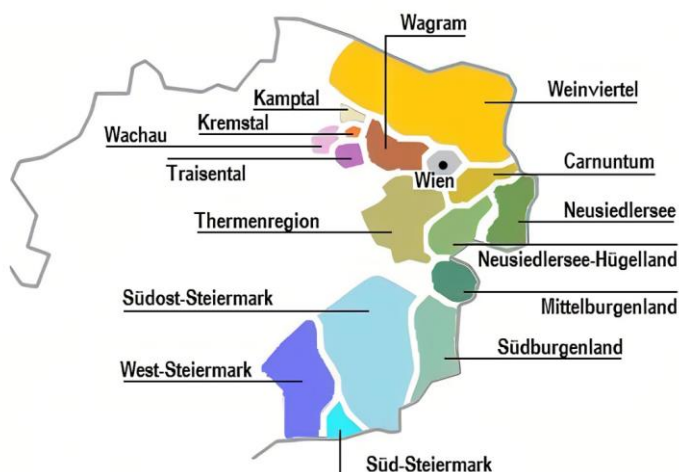 Wagram
Weinviertel
Kamptal
Kremstal
Wachau
Traisental
Carnuntum
Wien
Neusiedlersee
Thermenregion
Neusiedlersee-Hügelland
Südost-Steiermark
Mittelburgenland
Südburgenland
West-Steiermark
Süd-Steiermark